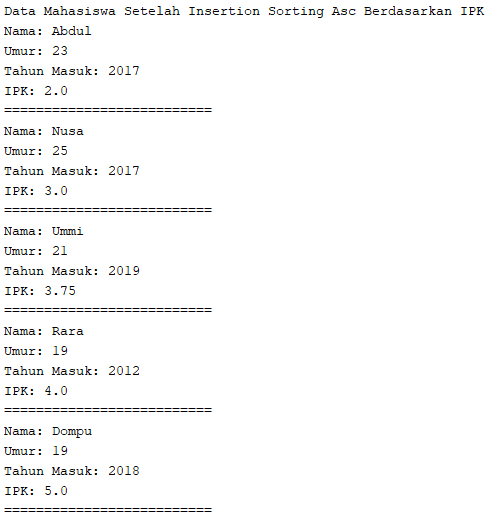 Data Mahasiswa Setelah Insertion Sorting Asc Berdasarkan IPK
Nama: Abdul
Umur: 23
Tahun Masuk: 2017
IPK: 2.0
==========================
Nama: Nusa
Umur: 25
Tahun Masuk: 2017
IPK: 3.0
==========================
Nama: Ummi
Umur: 21
Tahun Masuk: 2019
IPK: 3.75
==========================
Nama: Rara
Umur: 19
Tahun Masuk: 2012
IPK: 4.0
==========================
Nama: Dompu
Umur: 19
Tahun Masuk: 2018
IPK: 5.0
==========================